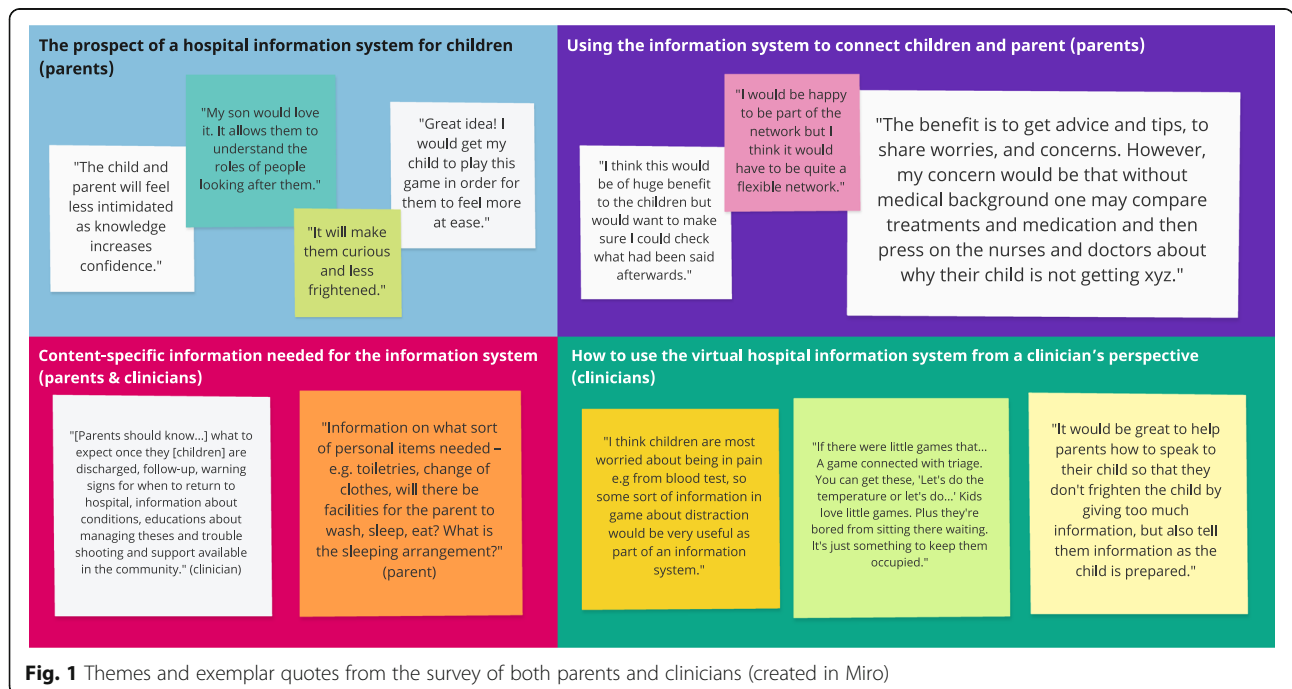 The prospect of a hospital information system for children
(parents)
"The child and
parent will feel
less intimidated
as knowledge
increases
confidence."
"My son would love
it. It allows them to
understand the
roles of people
looking after them."
"It will make
them curious
and less
frightened."
"Great idea! I
would get my
child to play this
game in order for
them to feel more
at ease."
Using the information system to connect children and parent (parents)
"I think this would
be of huge benefit
to the children but
would want to make
sure I could check
what had been said
afterwards."
"I would be happy
to be part of the
network but I
think it would
have to be quite a
flexible network."
"The benefit is to get advice and tips, to
share worries, and concerns. However,
my concern would be that without
medical background one may compare
treatments and medication and then
press on the nurses and doctors about
why their child is not getting xyz."
Content-specific information needed for the information system
(parents & clinicians)
"[Parents should know...] what to
expect once they [children] are
discharged, follow-up, warning
signs for when to return to
hospital, information about
conditions, educations about
managing theses and trouble
shooting and support available
in the community." (clinician)
"Information on what sort
of personal items needed –
e.g. toiletries, change of
clothes, will there be
facilities for the parent to
wash, sleep, eat? What is
the sleeping arrangement?"
(parent)
How to use the virtual hospital information system from a clinician's perspective
(clinicians)
"I think children are most
worried about being in pain
e.g from blood test, so
some sort of information in
game about distraction
would be very useful as
part of an information
system."
"If there were little games that...
A game connected with triage.
You can get these, 'Let's do the
temperature or let's do...' Kids
love little games. Plus they're
bored from sitting there waiting.
It's just something to keep them
occupied."
"It would be great to help
parents how to speak to
their child so that they
don't frighten the child by
giving too much
information, but also tell
them information as the
child is prepared."
Fig. 1 Themes and exemplar quotes from the survey of both parents and clinicians (created in Miro)